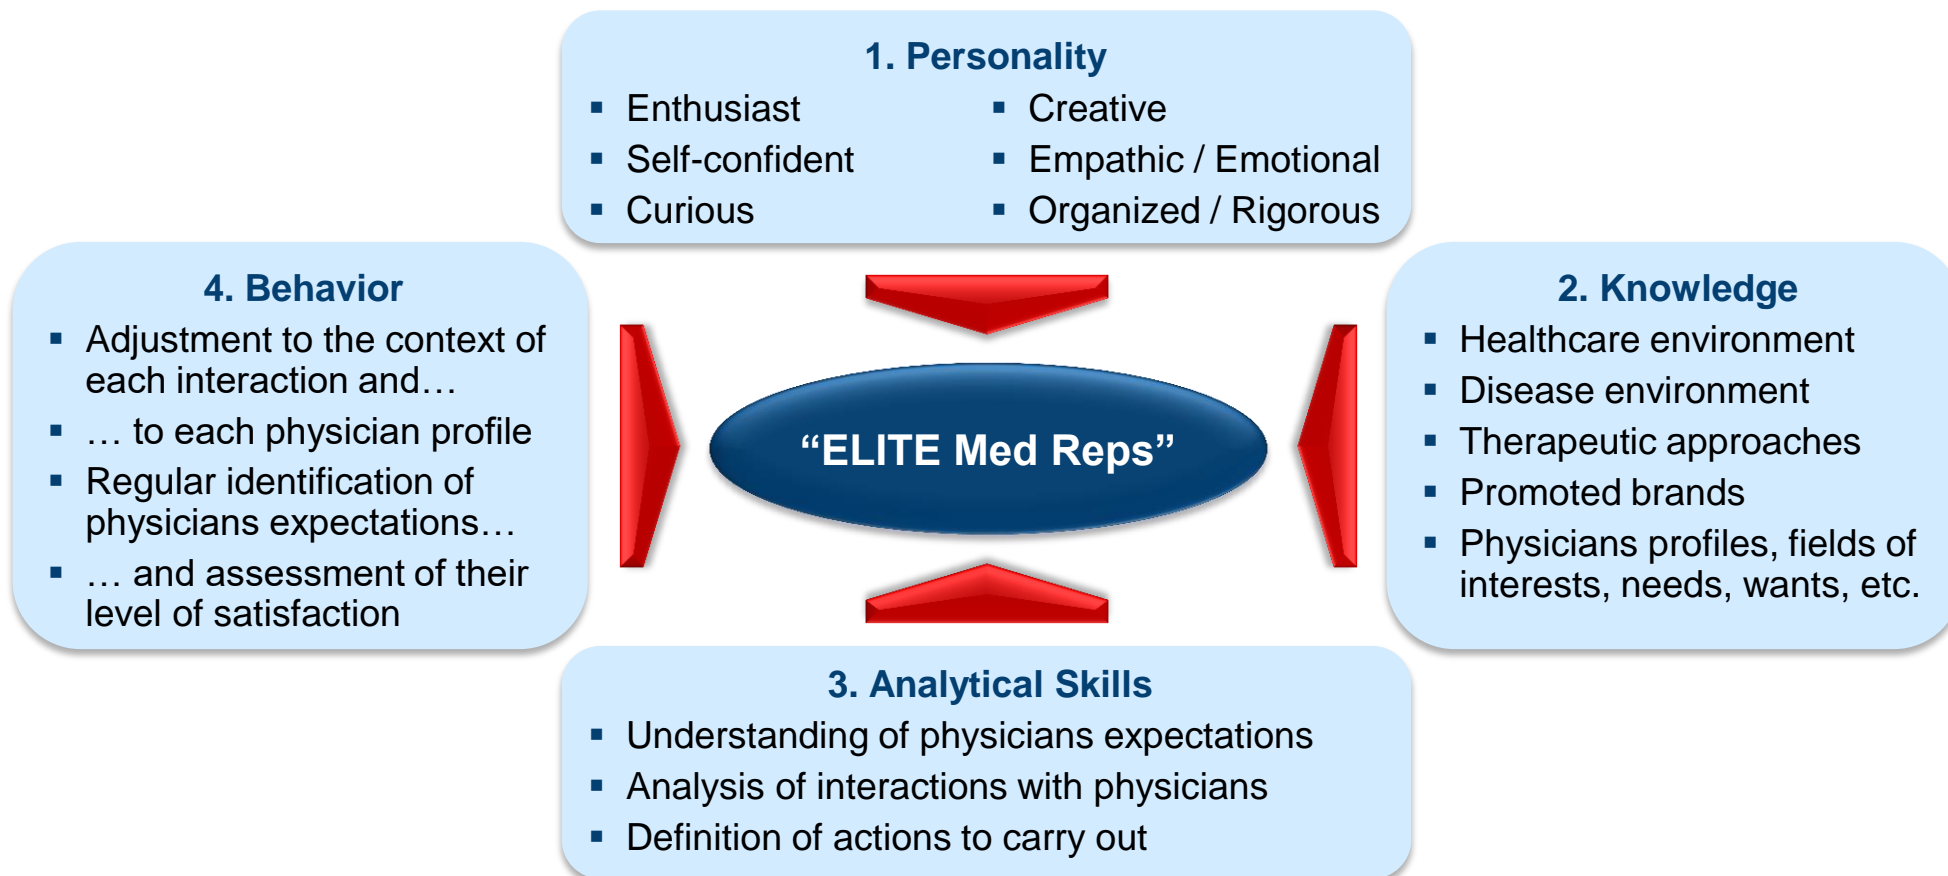 1. Personality
▪ Enthusiast
▪ Self-confident
▪ Curious
▪ Creative
▪ Empathic / Emotional
▪ Organized / Rigorous
4. Behavior
▪ Adjustment to the context of
each interaction and…
▪ … to each physician profile
▪ Regular identification of
physicians expectations…
▪ … and assessment of their
level of satisfaction
“ELITE Med Reps”
2. Knowledge
▪ Healthcare environment
▪ Disease environment
▪ Therapeutic approaches
▪ Promoted brands
▪ Physicians profiles, fields of
interests, needs, wants, etc.
3. Analytical Skills
▪ Understanding of physicians expectations
▪ Analysis of interactions with physicians
▪ Definition of actions to carry out